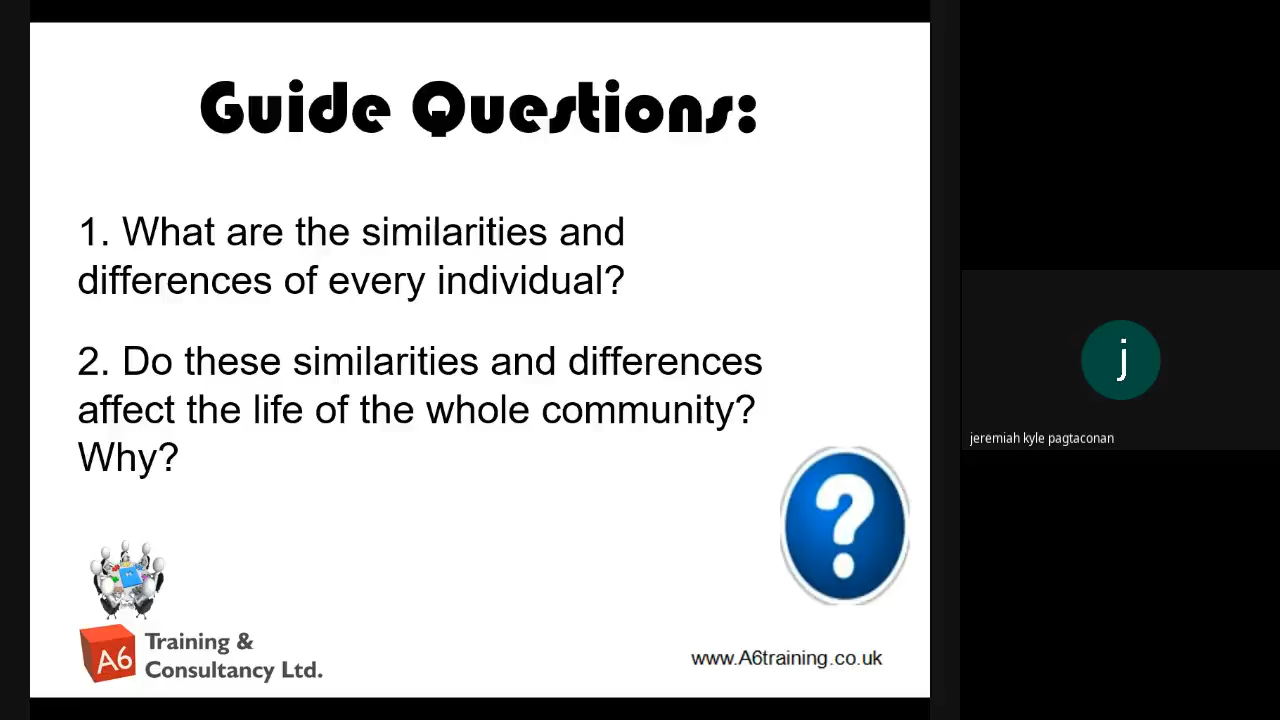 Guide Questions:
1. What are the similarities and
differences of every individual?
2. Do these similarities and differences
affect the life of the whole community?
Why?
?
A6
Training &
Consultancy Ltd.
www.A6training.co.uk
j
jeremiah kyle pagtaconan